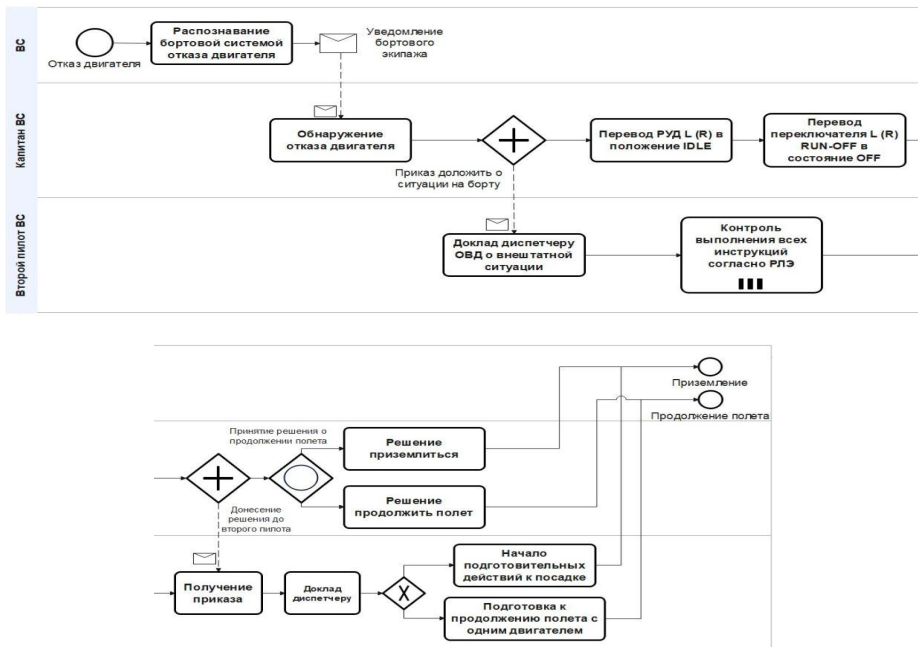 ВС
Отказ двигателя
Распознавание
бортовой системой
отказа двигателя
Уведомление
бортового
экипажа
Капитан ВС
Обнаружение
отказа двигателя
Приказ доложить о
ситуации на борту
Перевод РУД L (R) в
положение IDLE
Перевод
переключателя L (R)
RUN-OFF в
состояние OFF
Второй пилот ВС
Доклад диспетчеру
ОВД о внештатной
ситуации
Контроль
выполнения всех
инструкций
согласно РЛЭ
Приземление
Продолжение полета
Принятие решения о
продолжении полета
Решение
приземлиться
Решение
продолжить полет
Донесение
решения до
второго пилота
Получение
приказа
Доклад
диспетчеру
X
Начало
подготовительных
действий к посадке
Подготовка к
продолжению полета с
одним двигателем